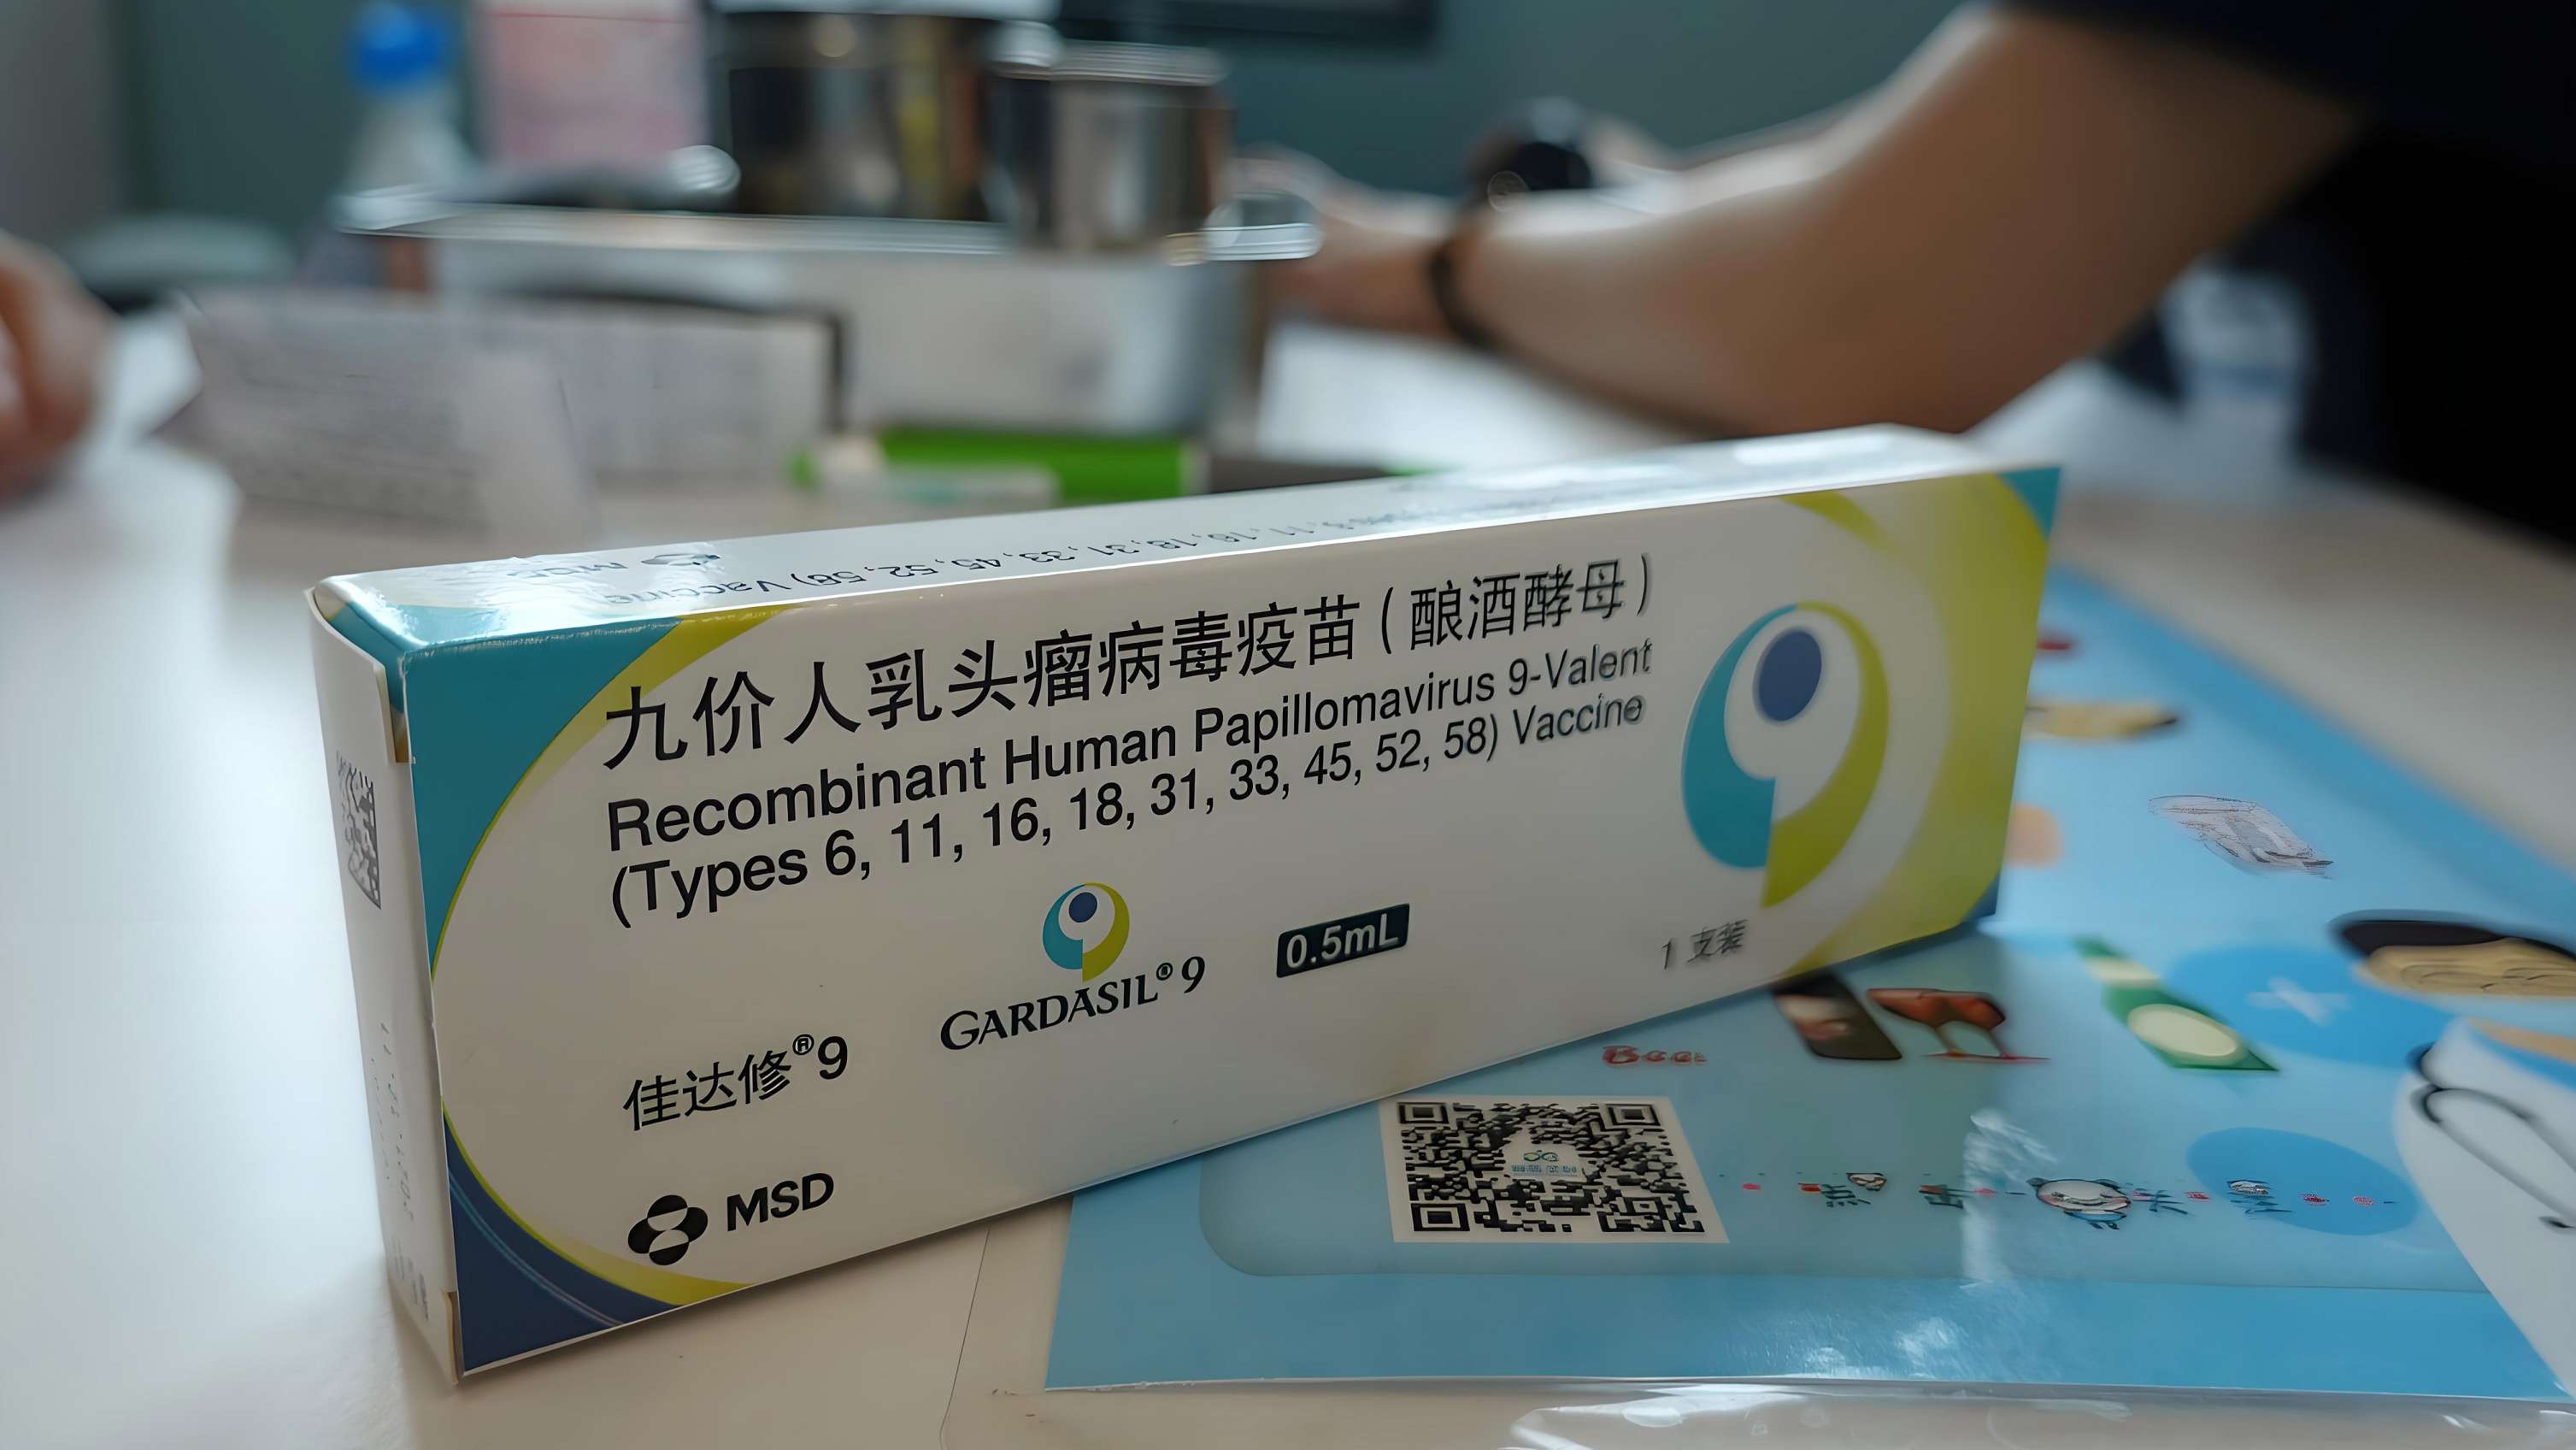 九价人乳头瘤病毒疫苗(酿酒酵母)
Recombinant Human Papillomavirus 9-Valent
(Types 6, 11, 16, 18, 31, 33, 45, 52, 58) Vaccine
佳达修®9
GARDASIL®9
0.5mL
1 支装
MSD